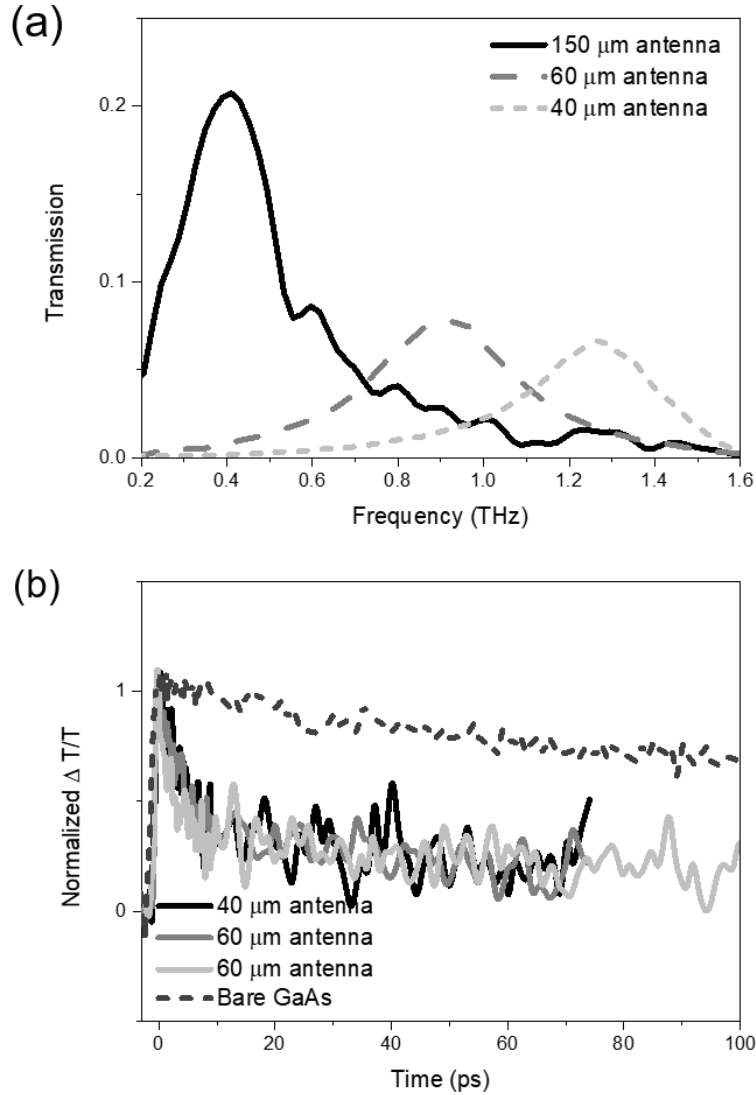 (a)
150 μm antenna
60 μm antenna
40 μm antenna
0.2
0.1
0.0
Transmission
0.2 0.4 0.6 0.8 1.0 1.2 1.4 1.6
Frequency (THz)
(b)
1
0
Normalized Δ T/T
40 μm antenna
60 μm antenna
60 μm antenna
Bare GaAs
0 20 40 60 80 100
Time (ps)